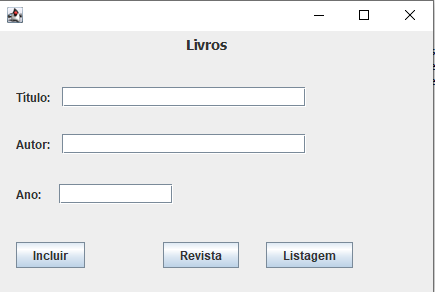 Livros
Título:
Autor:
Ano:
Incluir Revista Listagem